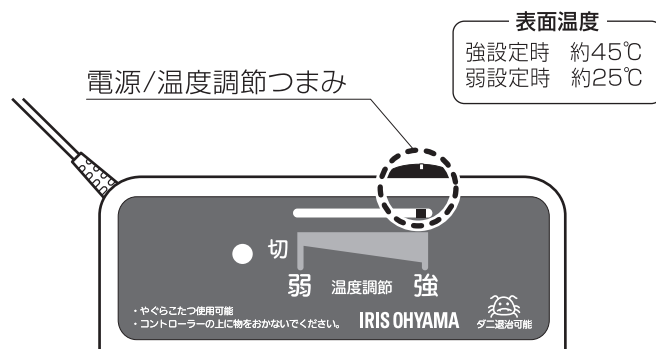 表面温度
強設定時 約45℃
弱設定時 約25℃
電源/温度調節つまみ
切
弱 温度調節 強
・やぐらこたつ使用可能
・コントローラーの上に物をおかないでください。
IRIS OHYAMA
ダニ退治可能